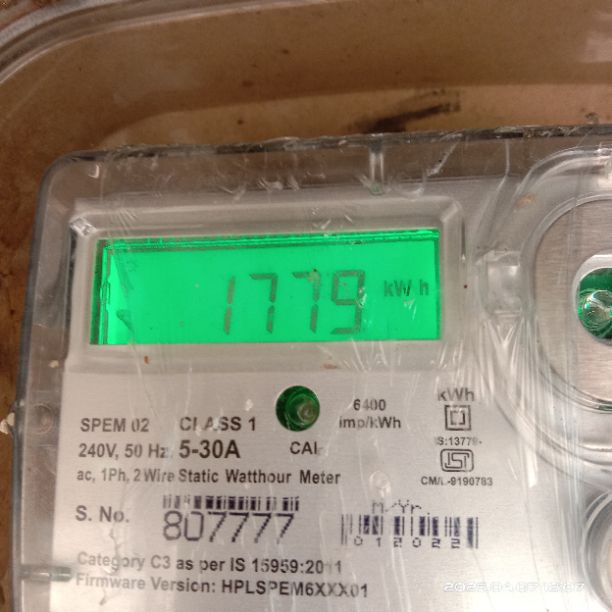 1779 kWh
SPEM 02 CLASS 1 6400 imp/kWh kWh
240V, 50 Hz. 5-30A CAL IS:13779-
ac, 1Ph, 2Wire Static Watthour Meter CM/L-9190783
S. No. 807777 M/Yr.
012022
Category C3 as per IS 15959:2011
Firmware Version: HPLSPEM6XXX01